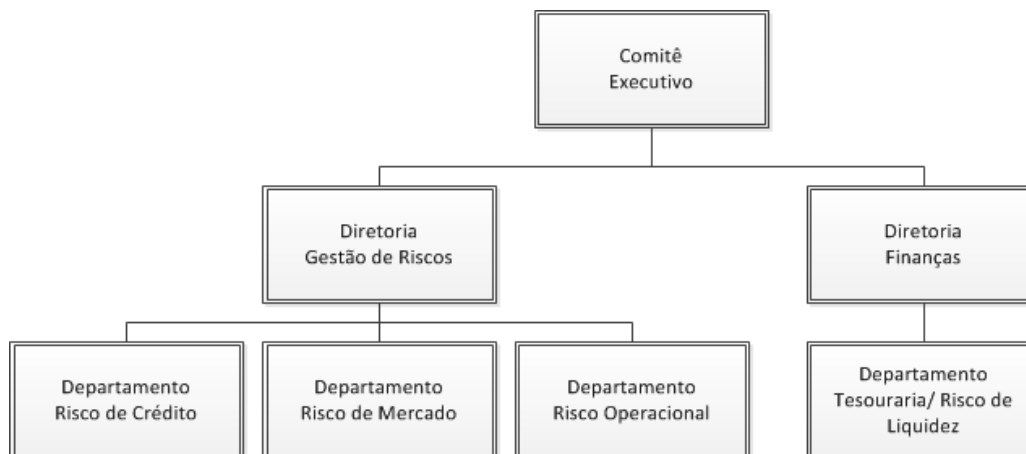 Comitê
Executivo
Diretoria
Gestão de Riscos
Diretoria
Finanças
Departamento
Risco de Crédito
Departamento
Risco de Mercado
Departamento
Risco Operacional
Departamento
Tesouraria/ Risco de
Liquidez